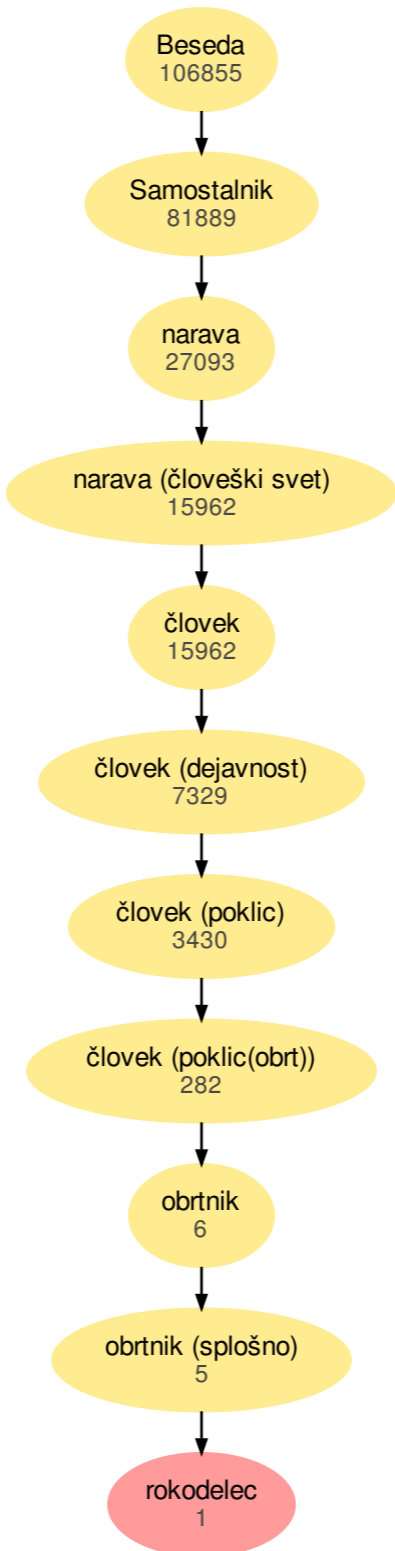 Beseda
106855
Samostalnik
81889
narava
27093
narava (človeški svet)
15962
človek
15962
človek (dejavnost)
7329
človek (poklic)
3430
človek (poklic(obrt))
282
obrtnik
6
obrtnik (splošno)
5
rokodelec
1